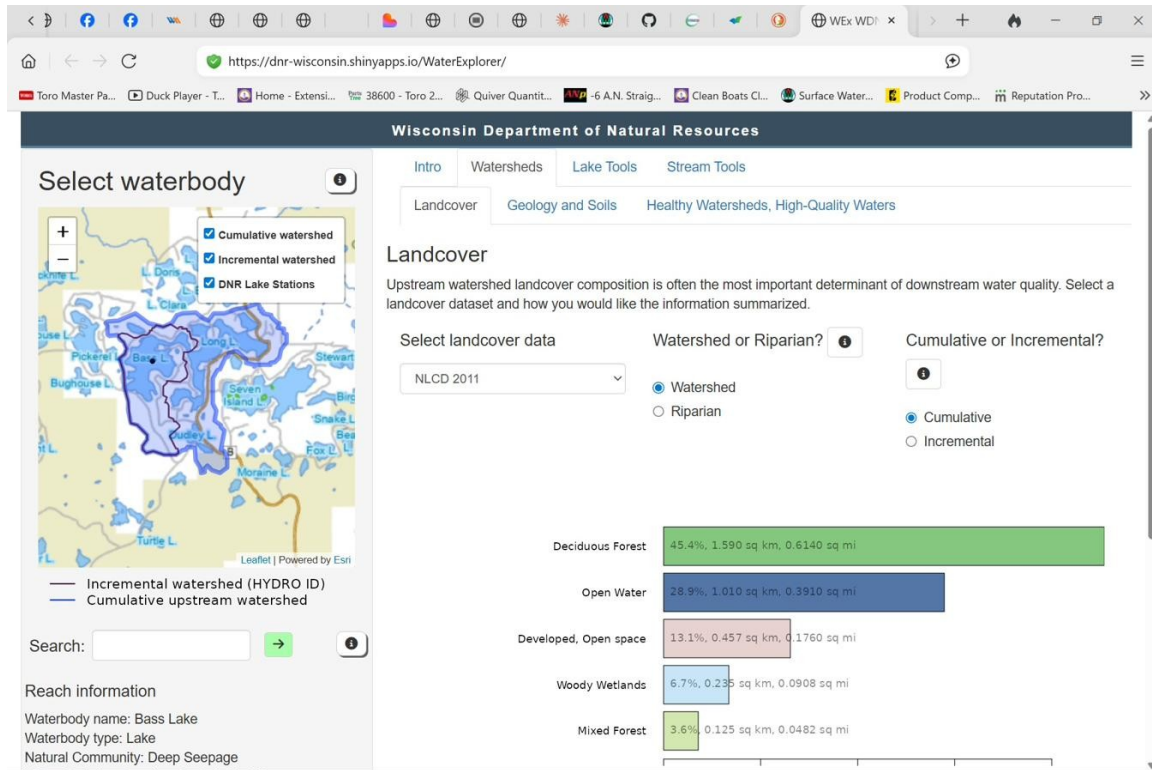 WEx WDN
https://dnr-wisconsin.shinyapps.io/WaterExplorer/
Toro Master Pa...
Duck Player - T...
Home - Extensi...
38600 - Toro 2...
Quiver Quantit...
-6 A.N. Straig...
Clean Boats Cl...
Surface Water...
Product Comp...
Reputation Pro...
Wisconsin Department of Natural Resources
Select waterbody
+
−
Cumulative watershed
Incremental watershed
DNR Lake Stations
L. Doris
L. Clara
Long L.
Pickerel L.
Bass L.
Stewart
Bughouse L.
Seven
Island L.
Snake L.
Dudley L.
Fox L.
Moraine L.
Turtle L.
Leaflet | Powered by Esri
Incremental watershed (HYDRO ID)
Cumulative upstream watershed
Search:
Reach information
Waterbody name: Bass Lake
Waterbody type: Lake
Natural Community: Deep Seepage
Intro
Watersheds
Lake Tools
Stream Tools
Landcover
Geology and Soils
Healthy Watersheds, High-Quality Waters
Landcover
Upstream watershed landcover composition is often the most important determinant of downstream water quality. Select a
landcover dataset and how you would like the information summarized.
Select landcover data
NLCD 2011
Watershed or Riparian?
Watershed
Riparian
Cumulative or Incremental?
Cumulative
Incremental
Deciduous Forest 45.4%, 1.590 sq km, 0.6140 sq mi
Open Water 28.9%, 1.010 sq km, 0.3910 sq mi
Developed, Open space 13.1%, 0.457 sq km, 0.1760 sq mi
Woody Wetlands 6.7%, 0.235 sq km, 0.0908 sq mi
Mixed Forest 3.6%, 0.125 sq km, 0.0482 sq mi